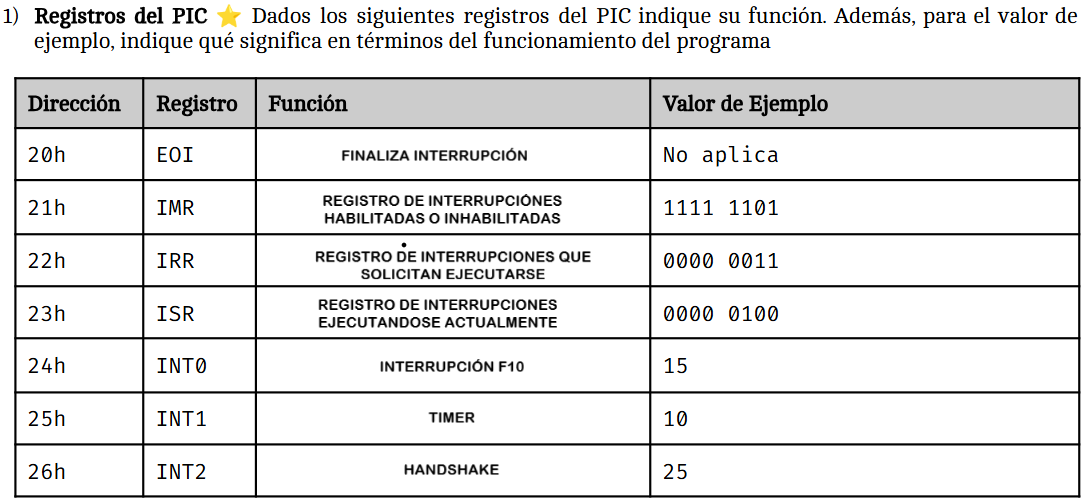 1) Registros del PIC ⭐ Dados los siguientes registros del PIC indique su función. Además, para el valor de
ejemplo, indique qué significa en términos del funcionamiento del programa
Dirección Registro Función Valor de Ejemplo
20h EOI FINALIZA INTERRUPCIÓN No aplica
21h IMR REGISTRO DE INTERRUPCIÓNES
HABILITADAS O INHABILITADAS 1111 1101
22h IRR REGISTRO DE INTERRUPCIONES QUE
SOLICITAN EJECUTARSE 0000 0011
23h ISR REGISTRO DE INTERRUPCIONES
EJECUTANDOSE ACTUALMENTE 0000 0100
24h INT0 INTERRUPCIÓN F10 15
25h INT1 TIMER 10
26h INT2 HANDSHAKE 25